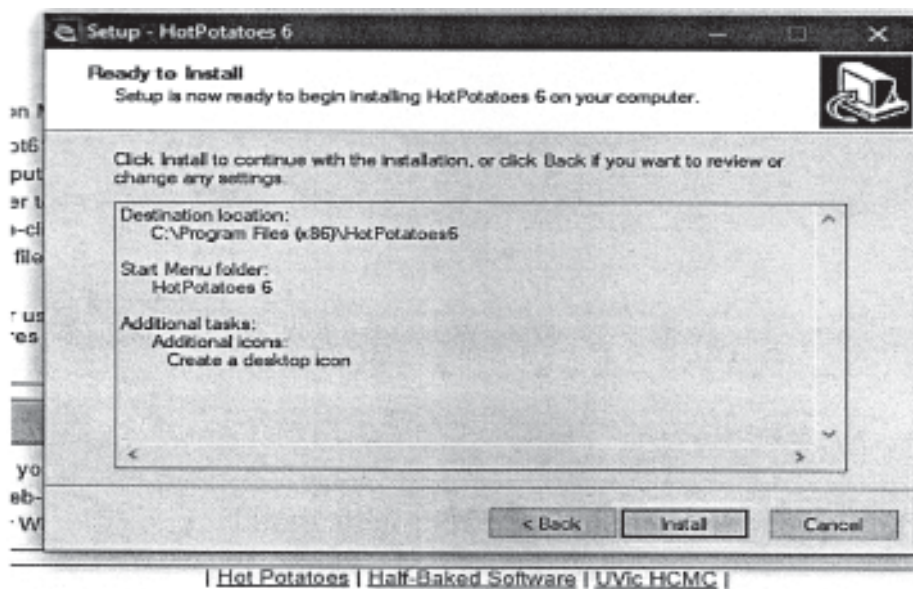 Setup - HotPotatoes 6
Ready to Install
Setup is now ready to begin installing HotPotatoes 6 on your computer.
Click Install to continue with the installation, or click Back if you want to review or
change any settings.
Destination location:
C:\Program Files (x86)\HotPotatoes6
Start Menu folder:
HotPotatoes 6
Additional tasks:
Additional icons:
Create a desktop icon
< Back Install Cancel
| Hot Potatoes | Half-Baked Software | UVic HCMC |